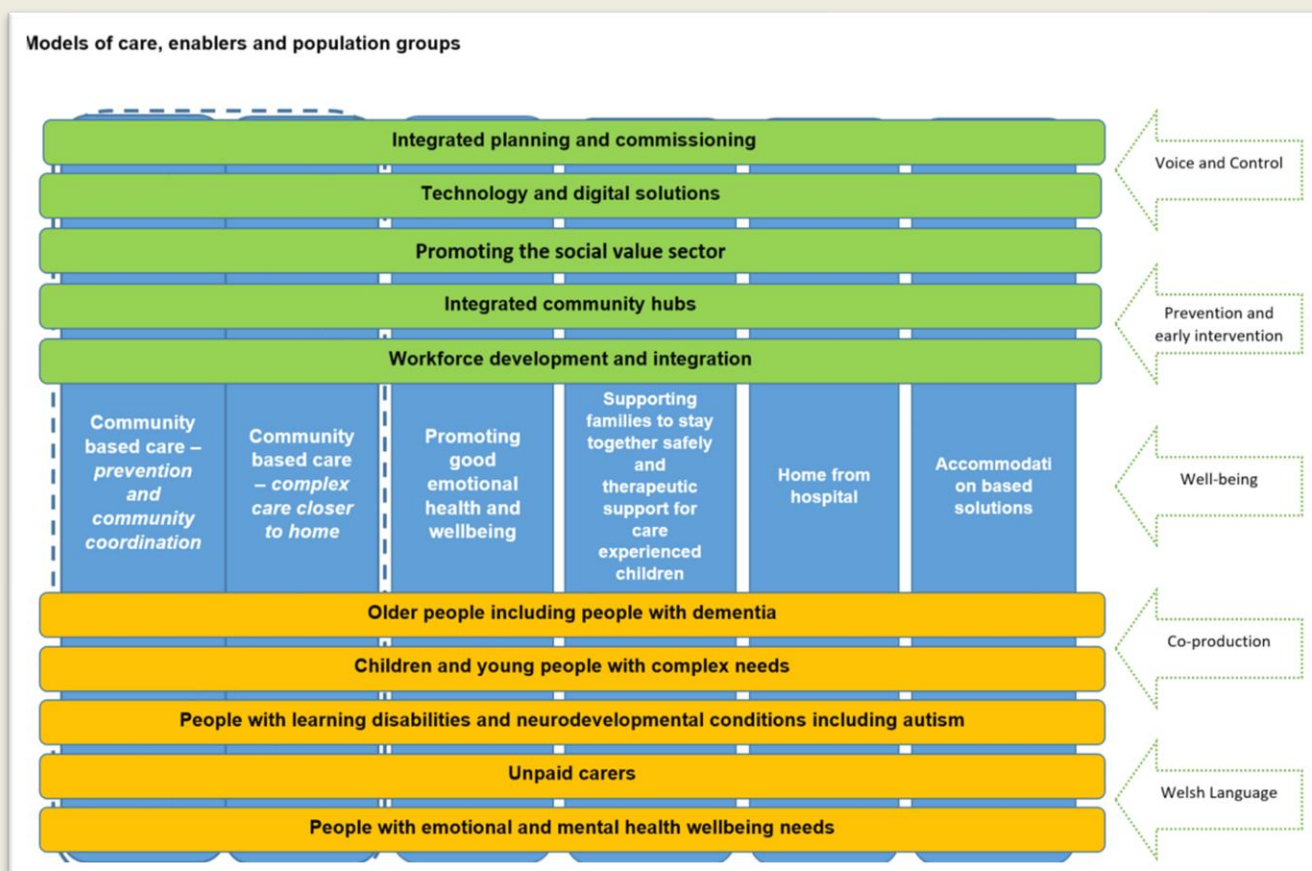 Models of care, enablers and population groups
Integrated planning and commissioning
Technology and digital solutions
Promoting the social value sector
Integrated community hubs
Workforce development and integration
Community
based care –
prevention
and
community
coordination
Community
based care
– complex
care closer
to home
Promoting
good
emotional
health and
wellbeing
Supporting
families to stay
together safely
and
therapeutic
support for
care
experienced
children
Home from
hospital
Accommodati
on based
solutions
Older people including people with dementia
Children and young people with complex needs
People with learning disabilities and neurodevelopmental conditions including autism
Unpaid carers
People with emotional and mental health wellbeing needs
Voice and Control
Prevention and
early intervention
Well-being
Co-production
Welsh Language